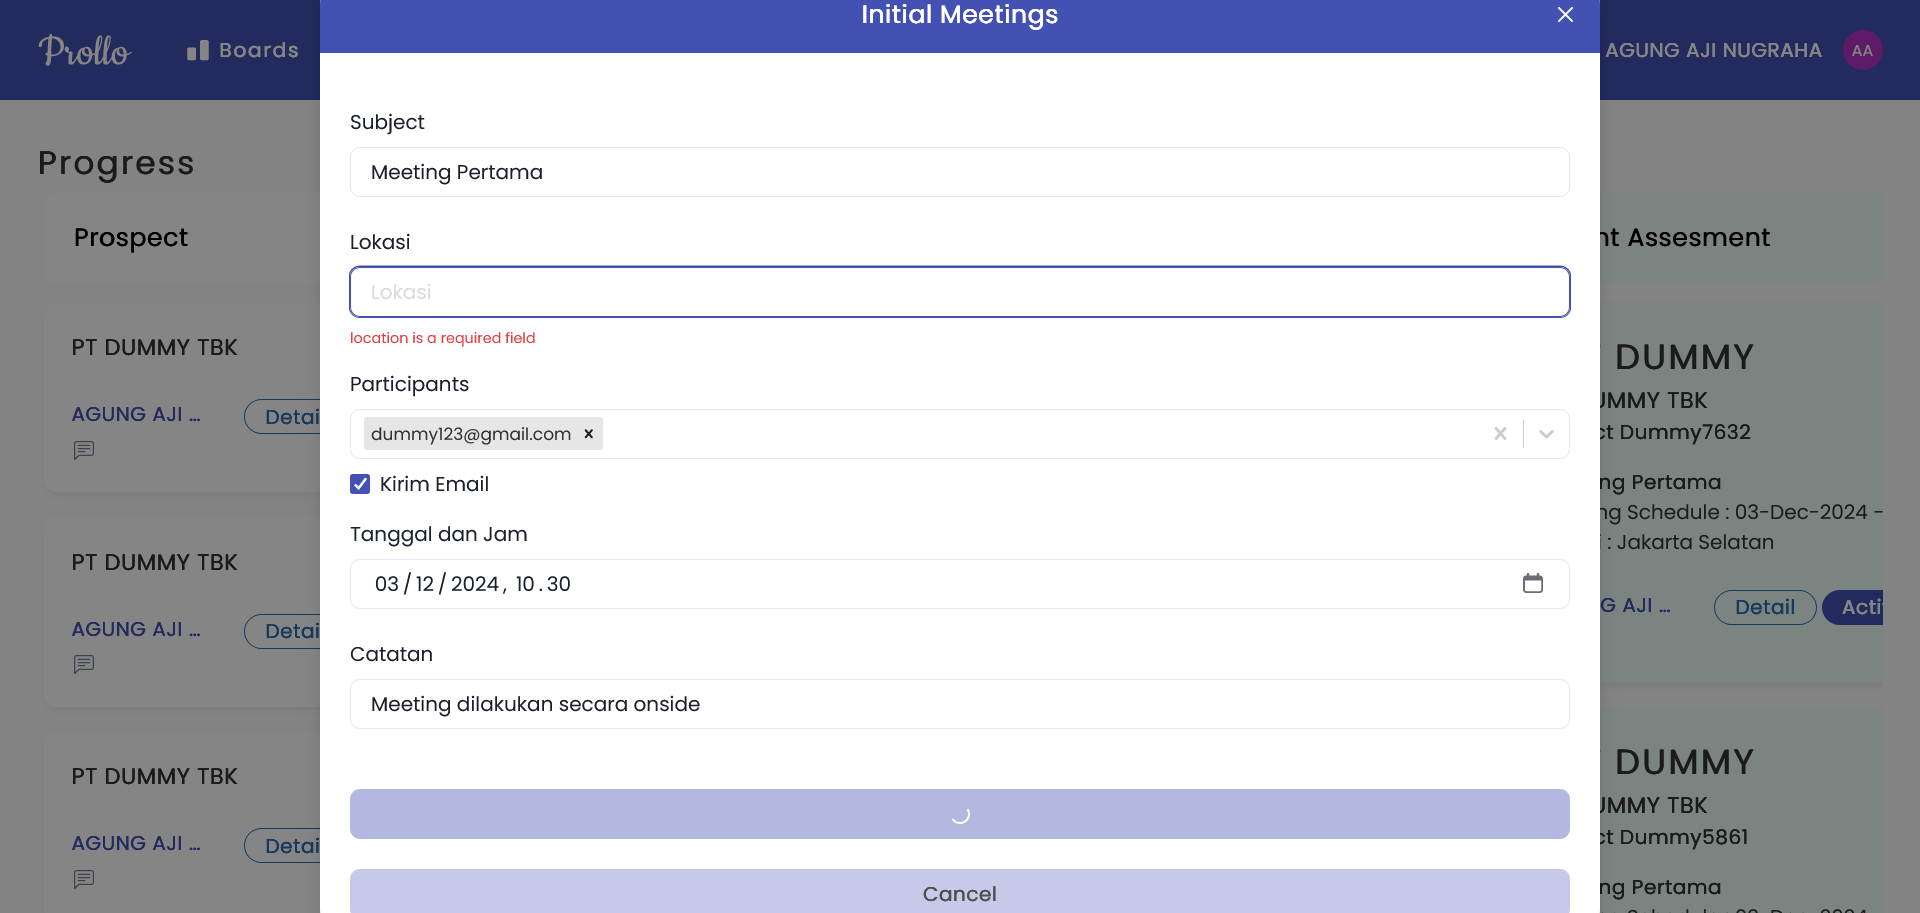 Initial Meetings
Prollo
Boards
AGUNG AJI NUGRAHA
AA
Progress
Prospect
PT DUMMY TBK
AGUNG AJI ...
Detai
PT DUMMY TBK
AGUNG AJI ...
Detai
PT DUMMY TBK
AGUNG AJI ...
Detai
Subject
Meeting Pertama
Lokasi
Lokasi
location is a required field
Participants
dummy123@gmail.com
Kirim Email
Tanggal dan Jam
03/12/2024, 10.30
Catatan
Meeting dilakukan secara onside
Cancel
nt Assesment
DUMMY
UMMY TBK
ct Dummy7632
ng Pertama
ng Schedule : 03-Dec-2024 -
: Jakarta Selatan
G AJI ...
Detail
Acti
DUMMY
UMMY TBK
ct Dummy5861
ng Pertama